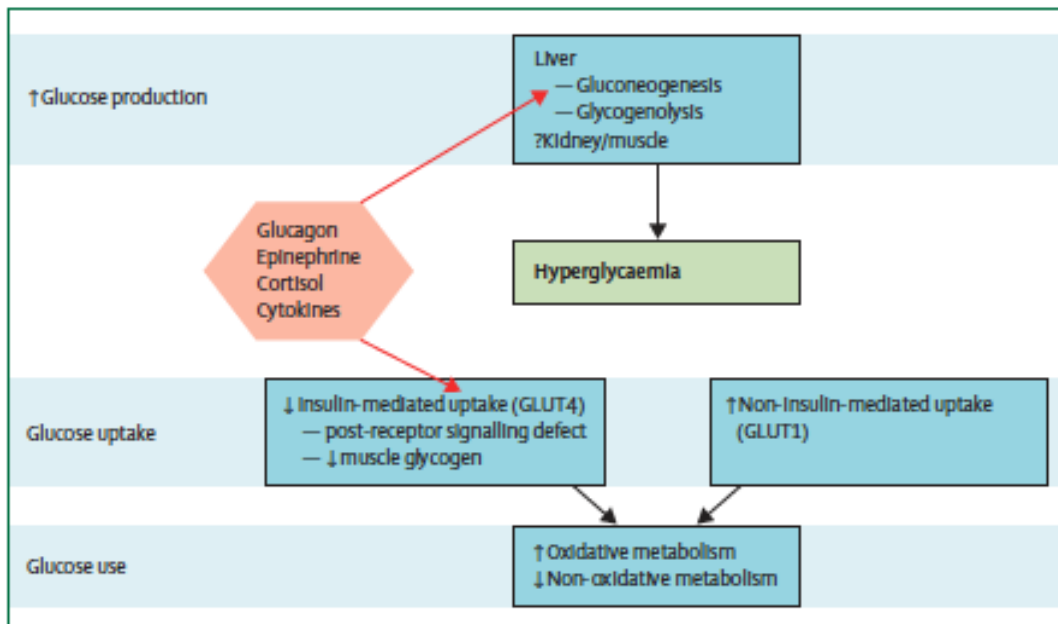 ↑Glucose production
Liver
— Gluconeogenesis
— Glycogenolysis
?Kidney/muscle
Glucagon
Epinephrine
Cortisol
Cytokines
Hyperglycaemia
Glucose uptake
↓Insulin-mediated uptake (GLUT4)
— post-receptor signalling defect
— ↓muscle glycogen
↑Non-insulin-mediated uptake
(GLUT1)
Glucose use
↑Oxidative metabolism
↓Non-oxidative metabolism